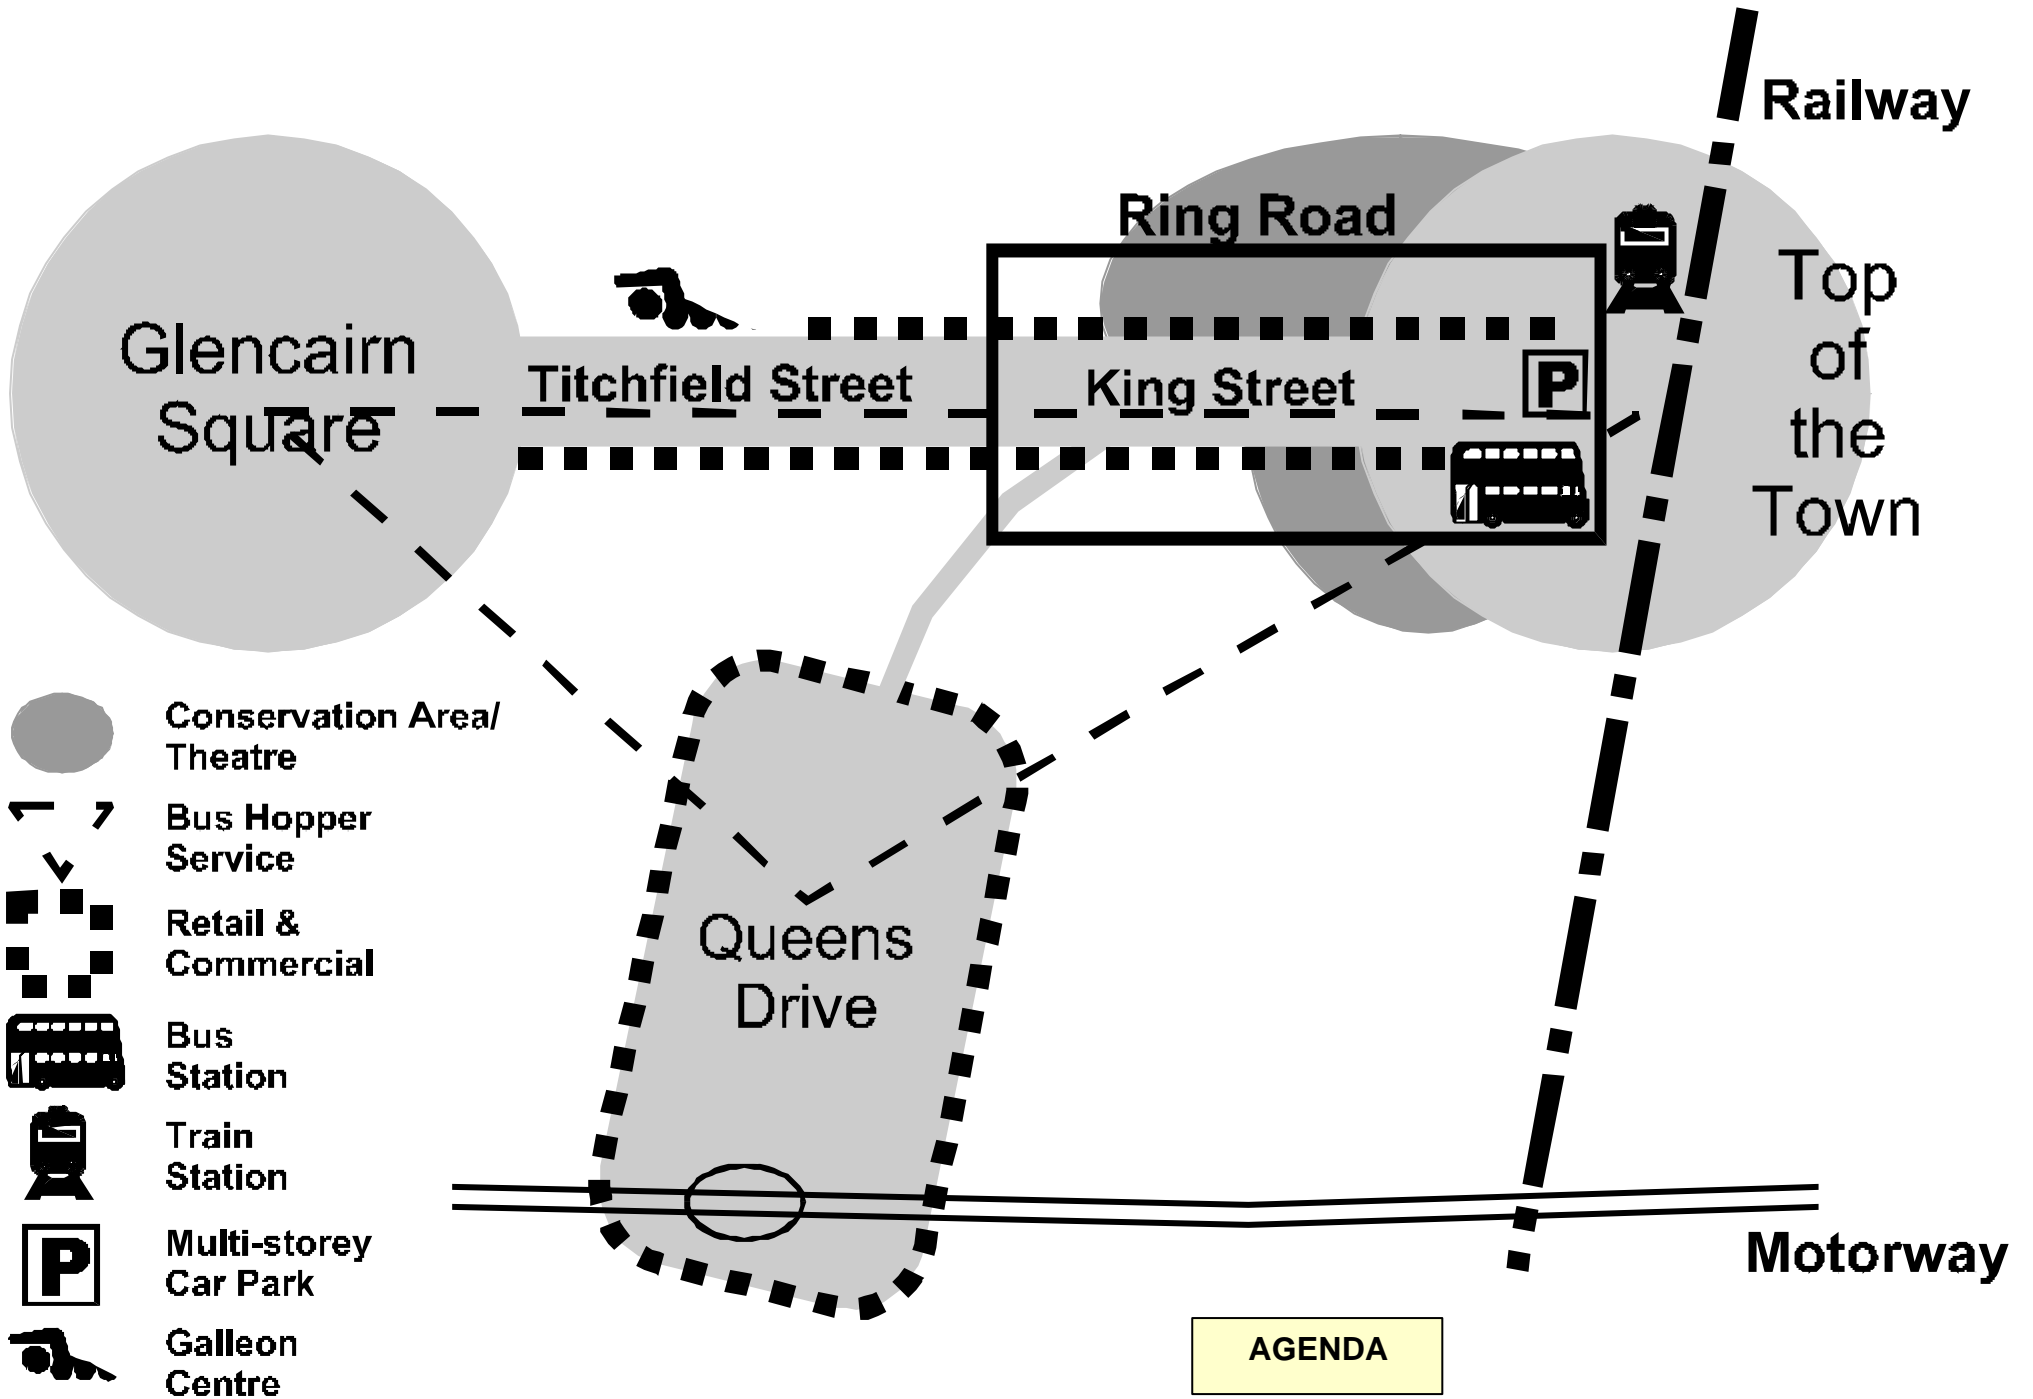 Railway
Ring Road
Glencairn
Square
Titchfield Street
King Street
P
Top
of
the
Town
Conservation Area/
Theatre
Bus Hopper
Service
Retail &
Commercial
Bus
Station
Train
Station
P
Multi-storey
Car Park
Galleon
Centre
Queens
Drive
Motorway
AGENDA